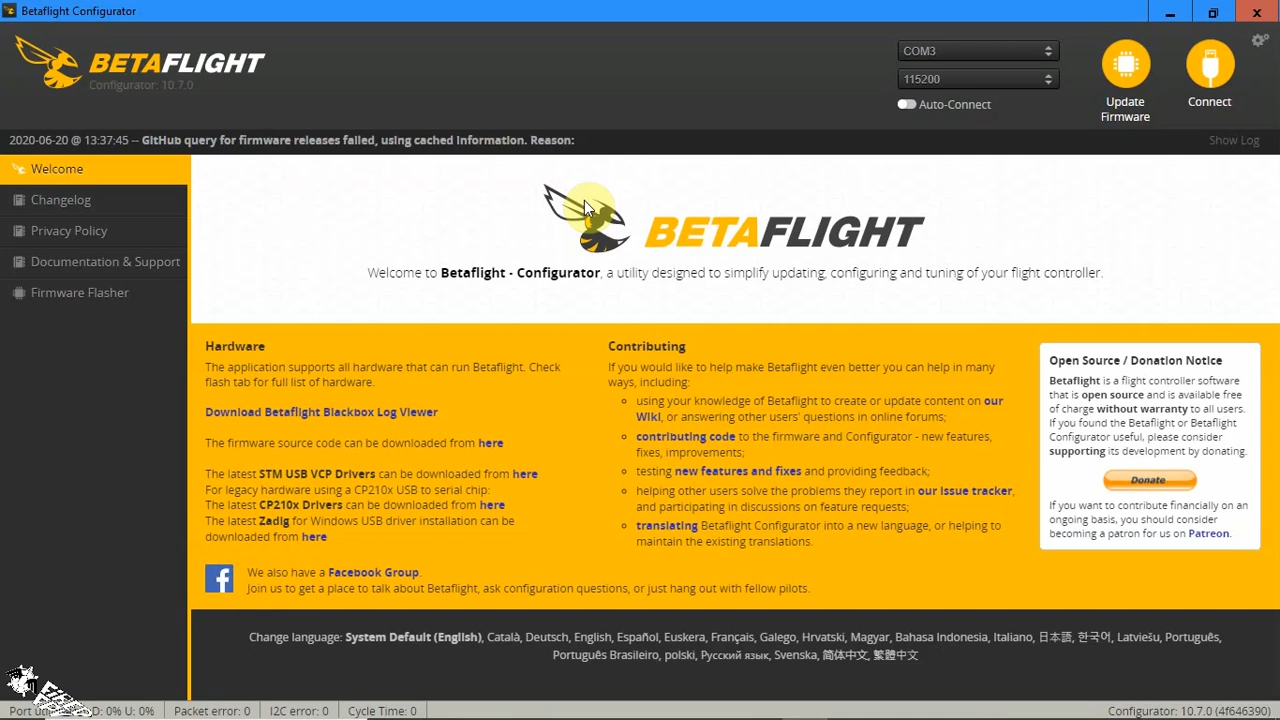 Betaflight Configurator
BETAFLIGHT
Configurator: 10.7.0
COM3
115200
Auto-Connect
Update
Firmware
Connect
2020-06-20 @ 13:37:45 -- GitHub query for firmware releases failed, using cached information. Reason:
Show Log
Welcome
Changelog
Privacy Policy
Documentation & Support
Firmware Flasher
BETAFLIGHT
Welcome to Betaflight - Configurator, a utility designed to simplify updating, configuring and tuning of your flight controller.
Hardware
The application supports all hardware that can run Betaflight. Check
flash tab for full list of hardware.
Download Betaflight Blackbox Log Viewer
The firmware source code can be downloaded from here
The latest STM USB VCP Drivers can be downloaded from here
For legacy hardware using a CP210x USB to serial chip:
The latest CP210x Drivers can be downloaded from here
The latest Zadig for Windows USB driver installation can be
downloaded from here
Contributing
If you would like to help make Betaflight even better you can help in many
ways, including:
using your knowledge of Betaflight to create or update content on our
Wiki, or answering other users' questions in online forums;
contributing code to the firmware and Configurator - new features,
fixes, improvements;
testing new features and fixes and providing feedback;
helping other users solve the problems they report in our issue tracker,
and participating in discussions on feature requests;
translating Betaflight Configurator into a new language, or helping to
maintain the existing translations.
Open Source / Donation Notice
Betaflight is a flight controller software
that is open source and is available free
of charge without warranty to all users.
If you found the Betaflight or Betaflight
Configurator useful, please consider
supporting its development by donating.
Donate
If you want to contribute financially on an
ongoing basis, you should consider
becoming a patron for us on Patreon.
We also have a Facebook Group.
Join us to get a place to talk about Betaflight, ask configuration questions, or just hang out with fellow pilots.
Change language: System Default (English), Català, Deutsch, English, Español, Euskera, Français, Galego, Hrvatski, Magyar, Bahasa Indonesia, Italiano, 日本語, 한국어, Latviešu, Português,
Português Brasileiro, polski, Русский язык, Svenska, 简体中文, 繁體中文
Port D: 0% U: 0%
Packet error: 0
I2C error: 0
Cycle Time: 0
Configurator: 10.7.0 (4f646390)